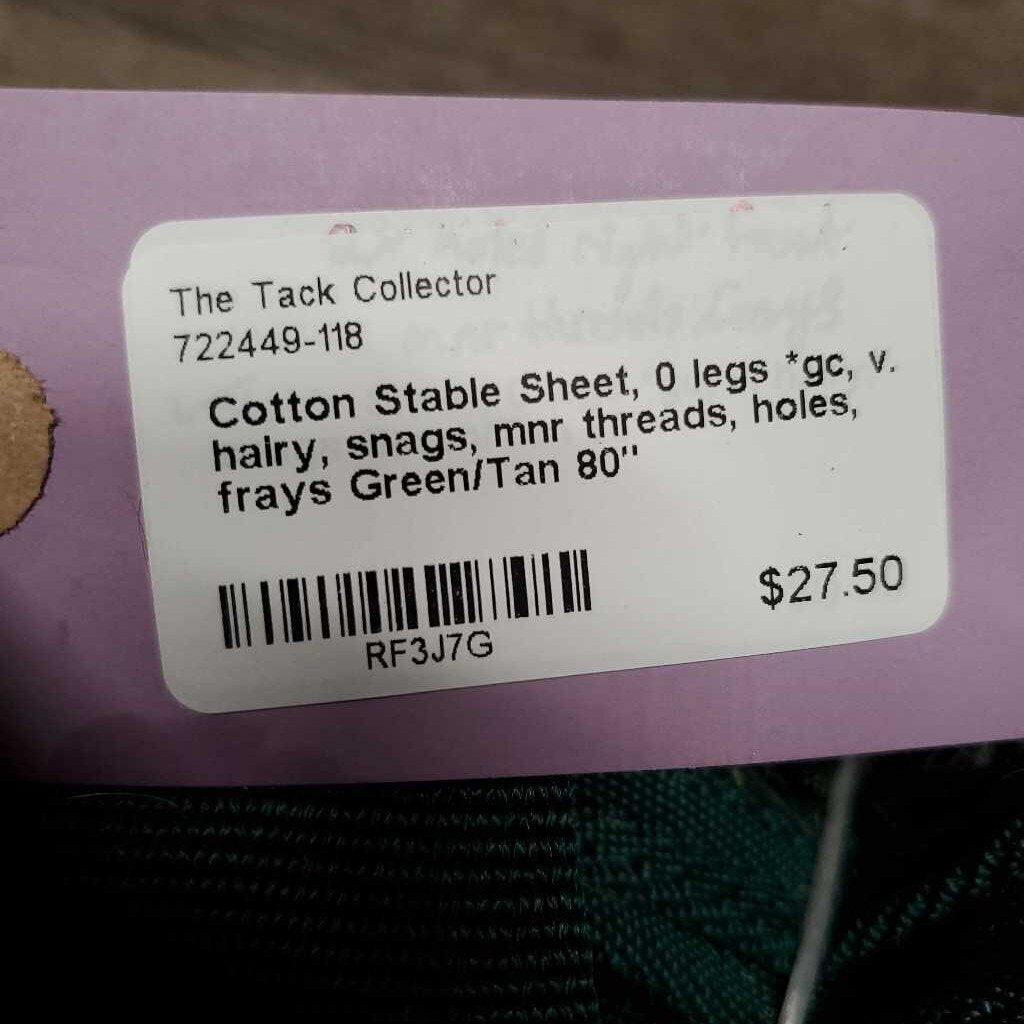 The Tack Collector
722449-118
Cotton Stable Sheet, 0 legs *gc, v.
hairy, snags, mnr threads, holes,
frays Green/Tan 80"
RF3J7G
$27.50